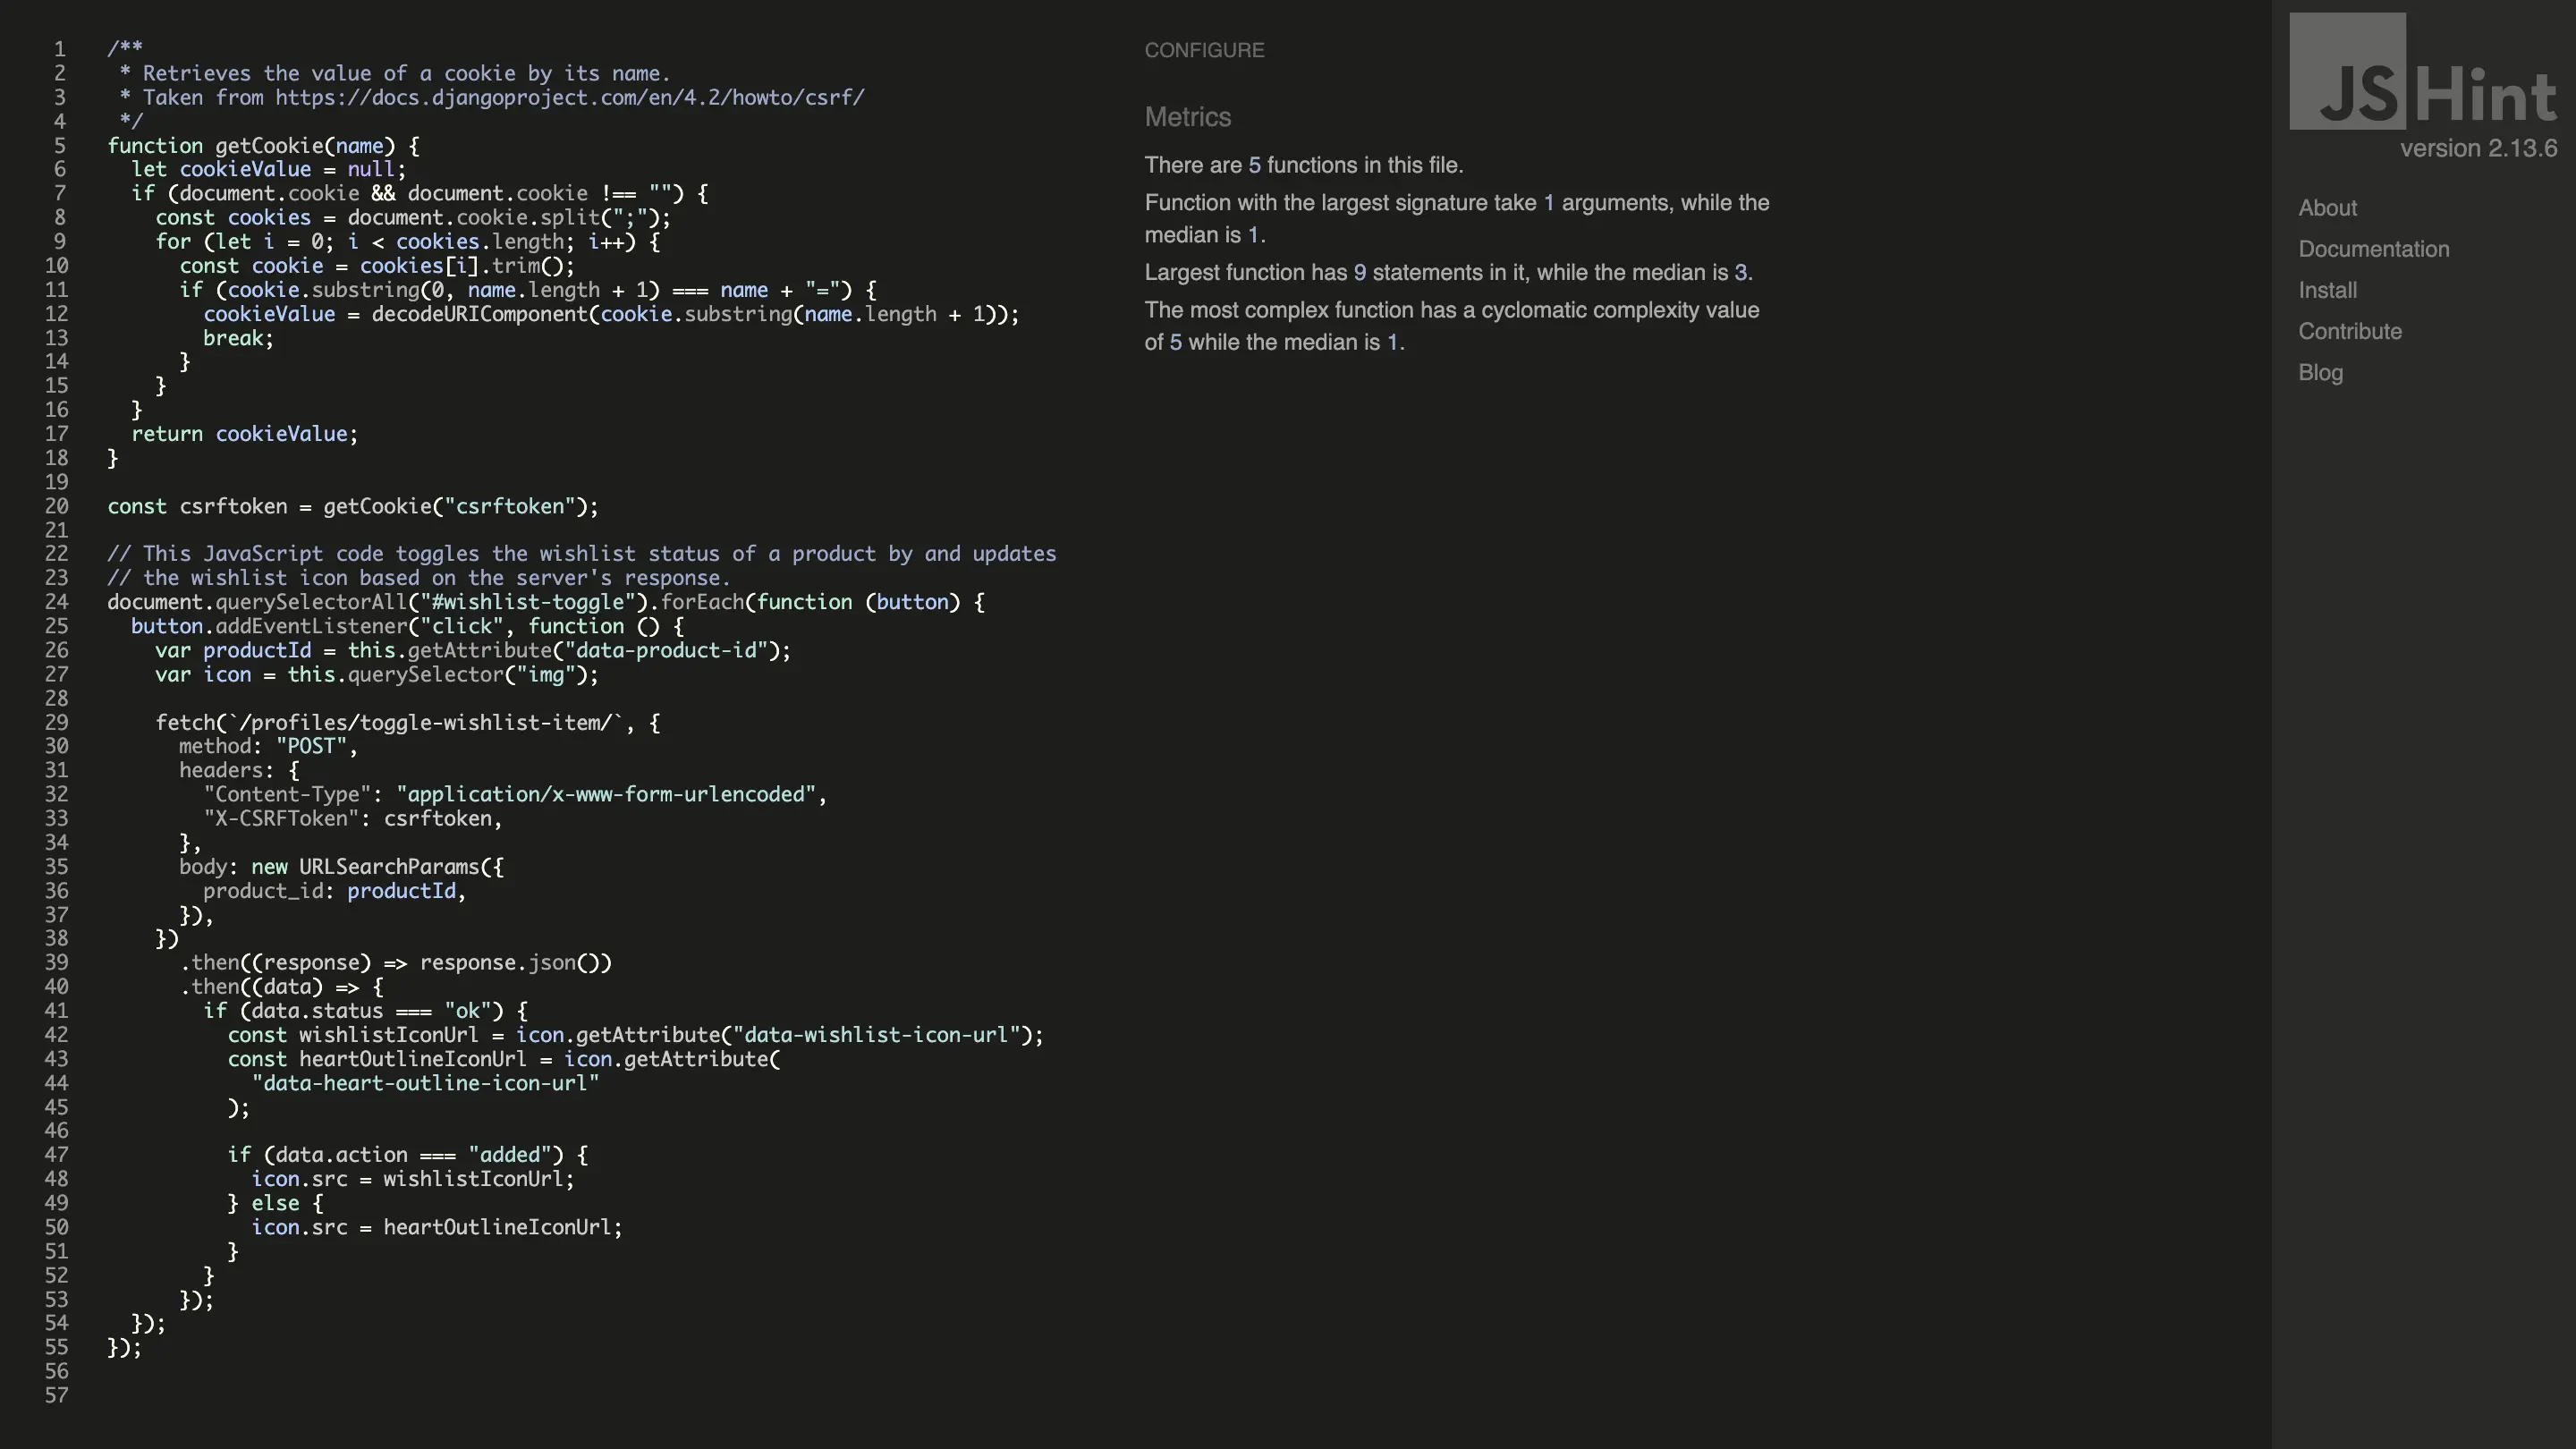 1 /**
2  * Retrieves the value of a cookie by its name.
3  * Taken from https://docs.djangoproject.com/en/4.2/howto/csrf/
4  */
5 function getCookie(name) {
6   let cookieValue = null;
7   if (document.cookie && document.cookie !== "") {
8     const cookies = document.cookie.split(";");
9     for (let i = 0; i < cookies.length; i++) {
10       const cookie = cookies[i].trim();
11       if (cookie.substring(0, name.length + 1) === name + "=") {
12         cookieValue = decodeURIComponent(cookie.substring(name.length + 1));
13         break;
14       }
15     }
16   }
17   return cookieValue;
18 }
19
20 const csrftoken = getCookie("csrftoken");
21
22 // This JavaScript code toggles the wishlist status of a product by and updates
23 // the wishlist icon based on the server's response.
24 document.querySelectorAll("#wishlist-toggle").forEach(function (button) {
25   button.addEventListener("click", function () {
26     var productId = this.getAttribute("data-product-id");
27     var icon = this.querySelector("img");
28
29     fetch(`/profiles/toggle-wishlist-item/`, {
30       method: "POST",
31       headers: {
32         "Content-Type": "application/x-www-form-urlencoded",
33         "X-CSRFToken": csrftoken,
34       },
35       body: new URLSearchParams({
36         product_id: productId,
37       }),
38     })
39       .then((response) => response.json())
40       .then((data) => {
41         if (data.status === "ok") {
42           const wishlistIconUrl = icon.getAttribute("data-wishlist-icon-url");
43           const heartOutlineIconUrl = icon.getAttribute(
44             "data-heart-outline-icon-url"
45           );
46
47           if (data.action === "added") {
48             icon.src = wishlistIconUrl;
49           } else {
50             icon.src = heartOutlineIconUrl;
51           }
52         }
53       });
54   });
55 });
56
57
CONFIGURE
Metrics
There are 5 functions in this file.
Function with the largest signature take 1 arguments, while the
median is 1.
Largest function has 9 statements in it, while the median is 3.
The most complex function has a cyclomatic complexity value
of 5 while the median is 1.
JSHint
version 2.13.6
About
Documentation
Install
Contribute
Blog